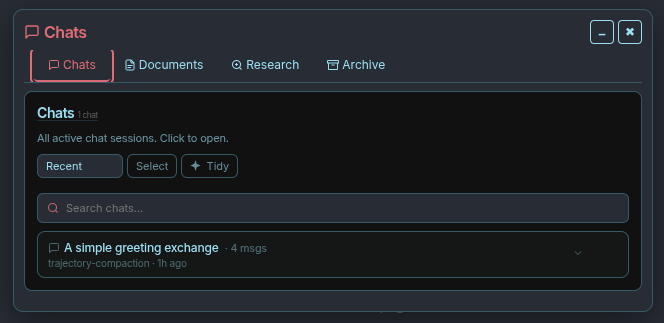 Chats
Chats Documents Research Archive
Chats 1 chat
All active chat sessions. Click to open.
Recent Select Tidy
Search chats...
A simple greeting exchange · 4 msgs
trajectory-compaction · 1h ago